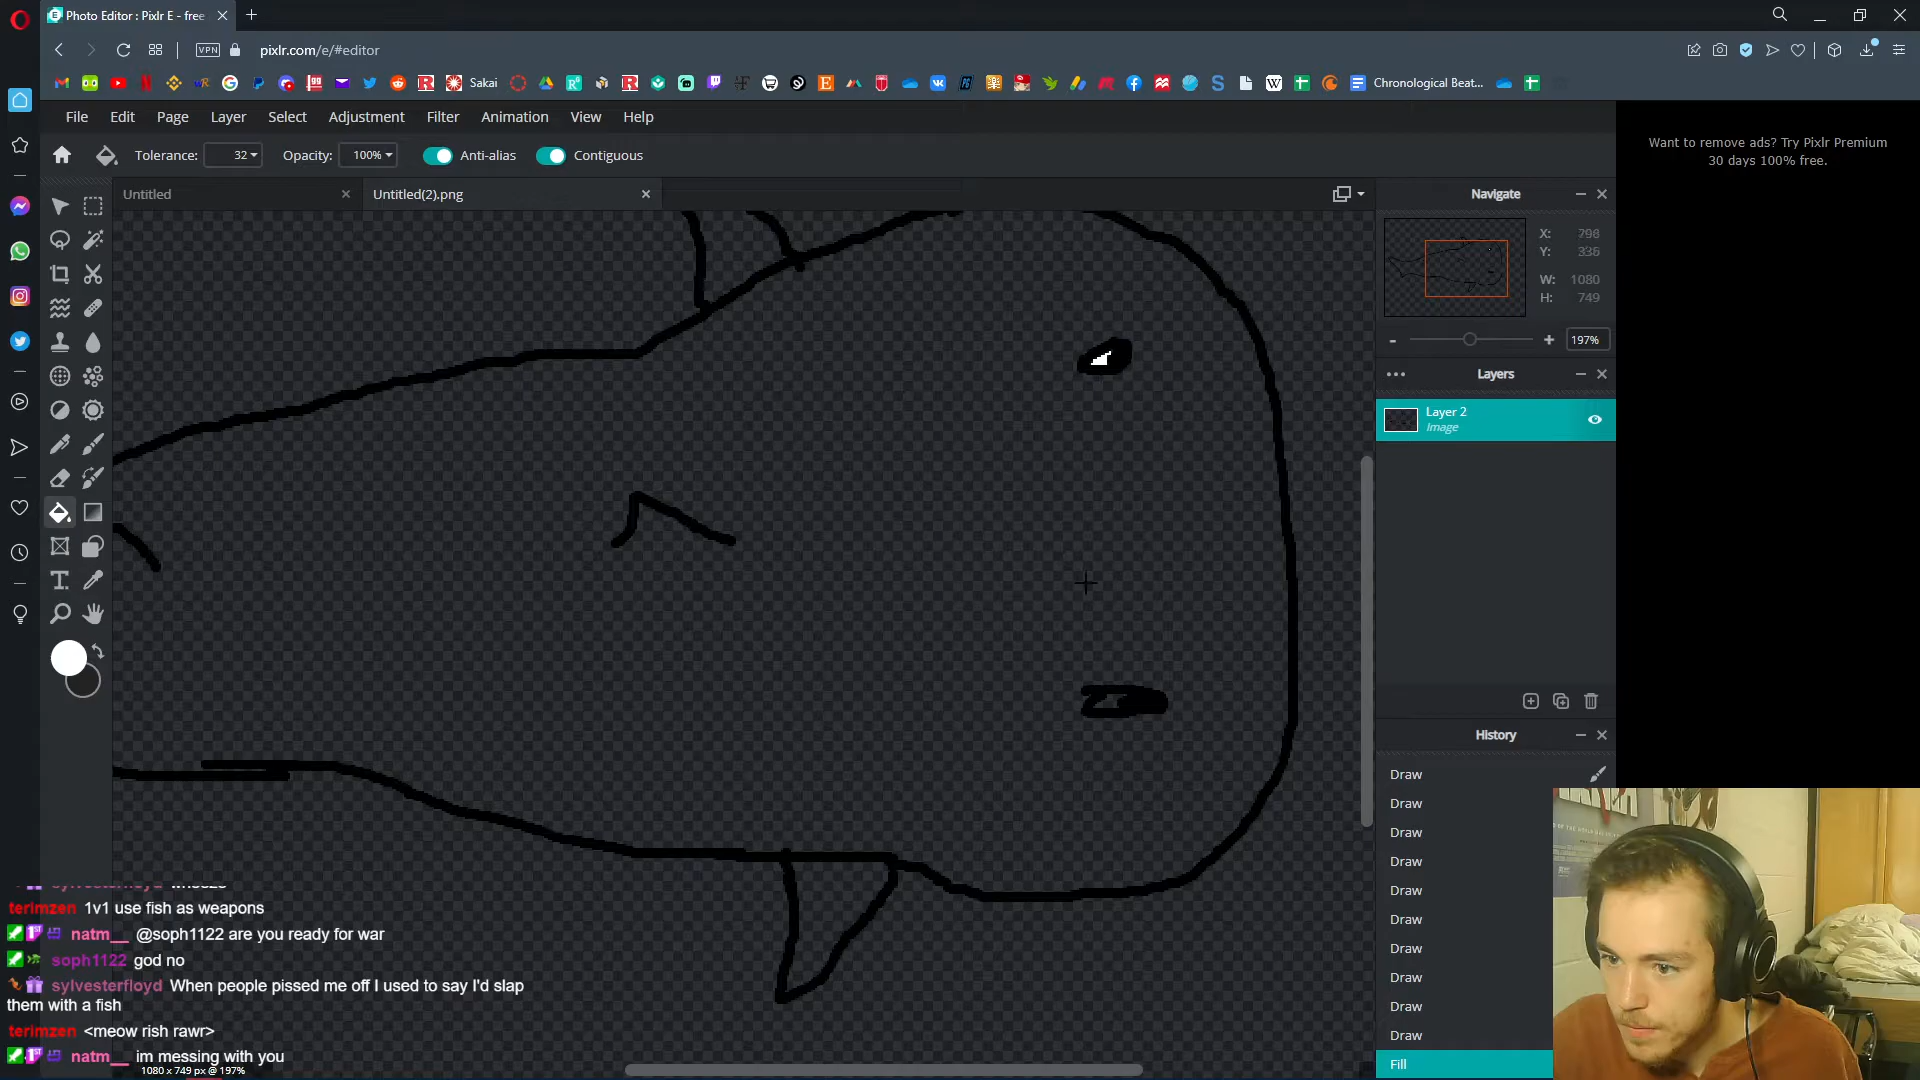 Photo Editor : Pixlr E - free
VPN
pixlr.com/e/#editor
Sakai
Chronological Beat...
File Edit Page Layer Select Adjustment Filter Animation View Help
Tolerance: 32 Opacity: 100% Anti-alias Contiguous
Untitled
Untitled(2).png
Want to remove ads? Try Pixlr Premium
30 days 100% free.
Navigate
X: 798
Y: 336
W: 1080
H: 749
197%
Layers
Layer 2
Image
History
Draw
Draw
Draw
Draw
Draw
Draw
Draw
Draw
Draw
Draw
Fill
terimzen 1v1 use fish as weapons
natm__ @soph1122 are you ready for war
soph1122 god no
sylvesterfloyd When people pissed me off I used to say I'd slap
them with a fish
terimzen <meow rish rawr>
natm__ im messing with you
1080 x 749 px @ 197%